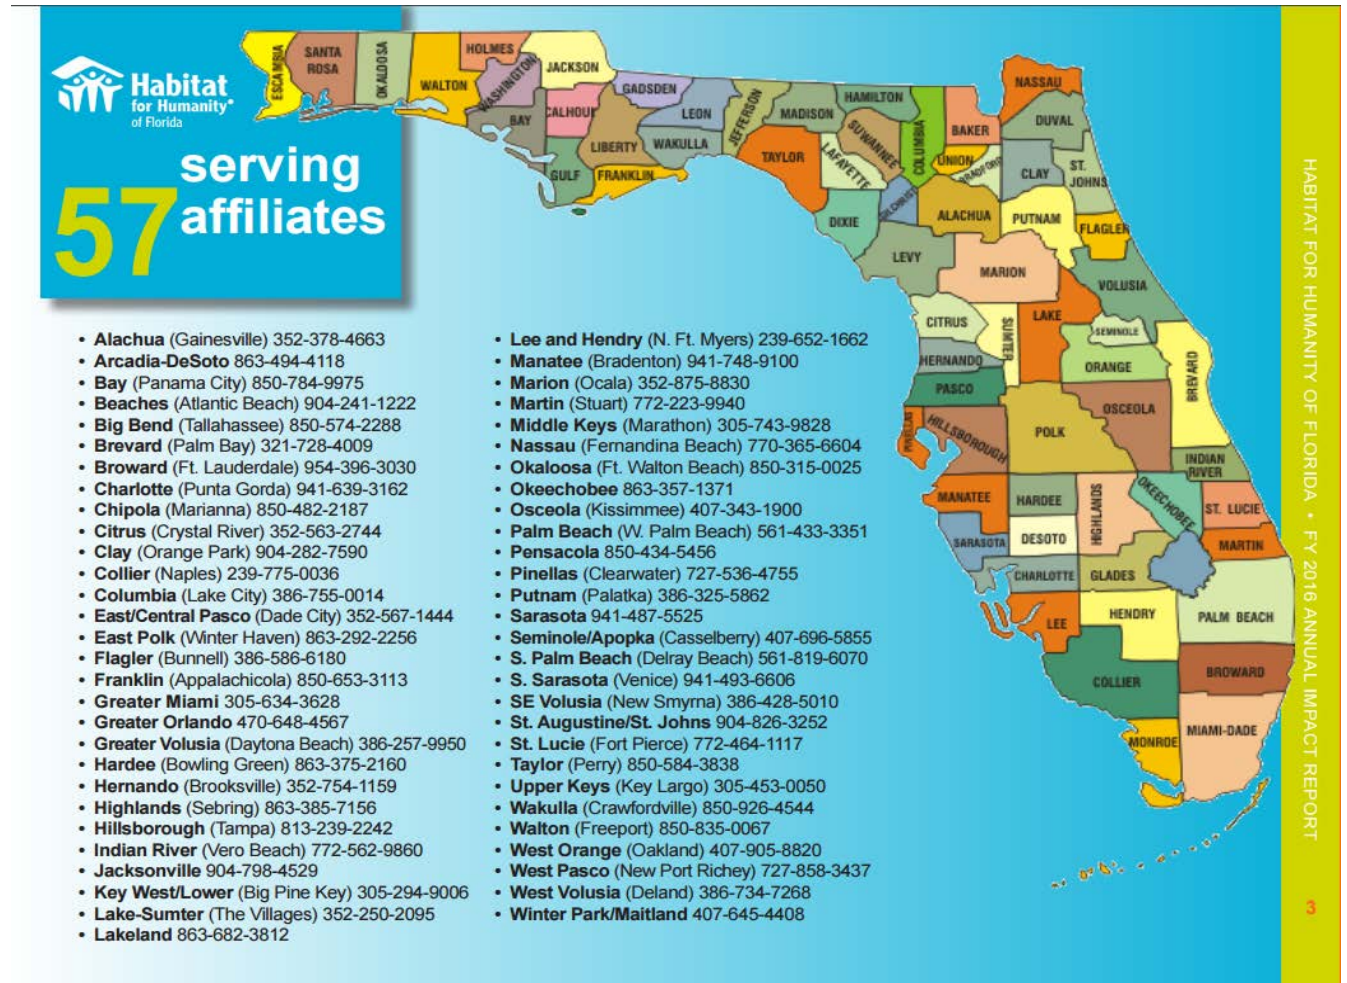 Habitat
for Humanity®
of Florida
serving
57 affiliates
ESCAMBIA
SANTA
ROSA
OKALOOSA
WALTON
HOLMES
WASHINGTON
JACKSON
BAY
CALHOUN
GULF
GADSDEN
LIBERTY
FRANKLIN
LEON
WAKULLA
JEFFERSON
MADISON
TAYLOR
HAMILTON
SUWANNEE
LAFAYETTE
DIXIE
COLUMBIA
GILCHRIST
BAKER
UNION
BRADFORD
NASSAU
DUVAL
CLAY
ST.
JOHNS
ALACHUA
PUTNAM
FLAGLER
LEVY
MARION
VOLUSIA
CITRUS
SUMTER
LAKE
SEMINOLE
HERNANDO
ORANGE
BREVARD
PASCO
PINELLAS
HILLSBOROUGH
POLK
OSCEOLA
INDIAN
RIVER
MANATEE
HARDEE
HIGHLANDS
OKEECHOBEE
ST. LUCIE
SARASOTA
DESOTO
MARTIN
CHARLOTTE
GLADES
LEE
HENDRY
PALM BEACH
COLLIER
BROWARD
MONROE
MIAMI-DADE
• Alachua (Gainesville) 352-378-4663
• Arcadia-DeSoto 863-494-4118
• Bay (Panama City) 850-784-9975
• Beaches (Atlantic Beach) 904-241-1222
• Big Bend (Tallahassee) 850-574-2288
• Brevard (Palm Bay) 321-728-4009
• Broward (Ft. Lauderdale) 954-396-3030
• Charlotte (Punta Gorda) 941-639-3162
• Chipola (Marianna) 850-482-2187
• Citrus (Crystal River) 352-563-2744
• Clay (Orange Park) 904-282-7590
• Collier (Naples) 239-775-0036
• Columbia (Lake City) 386-755-0014
• East/Central Pasco (Dade City) 352-567-1444
• East Polk (Winter Haven) 863-292-2256
• Flagler (Bunnell) 386-586-6180
• Franklin (Appalachicola) 850-653-3113
• Greater Miami 305-634-3628
• Greater Orlando 470-648-4567
• Greater Volusia (Daytona Beach) 386-257-9950
• Hardee (Bowling Green) 863-375-2160
• Hernando (Brooksville) 352-754-1159
• Highlands (Sebring) 863-385-7156
• Hillsborough (Tampa) 813-239-2242
• Indian River (Vero Beach) 772-562-9860
• Jacksonville 904-798-4529
• Key West/Lower (Big Pine Key) 305-294-9006
• Lake-Sumter (The Villages) 352-250-2095
• Lakeland 863-682-3812
• Lee and Hendry (N. Ft. Myers) 239-652-1662
• Manatee (Bradenton) 941-748-9100
• Marion (Ocala) 352-875-8830
• Martin (Stuart) 772-223-9940
• Middle Keys (Marathon) 305-743-9828
• Nassau (Fernandina Beach) 770-365-6604
• Okaloosa (Ft. Walton Beach) 850-315-0025
• Okeechobee 863-357-1371
• Osceola (Kissimmee) 407-343-1900
• Palm Beach (W. Palm Beach) 561-433-3351
• Pensacola 850-434-5456
• Pinellas (Clearwater) 727-536-4755
• Putnam (Palatka) 386-325-5862
• Sarasota 941-487-5525
• Seminole/Apopka (Casselberry) 407-696-5855
• S. Palm Beach (Delray Beach) 561-819-6070
• S. Sarasota (Venice) 941-493-6606
• SE Volusia (New Smyrna) 386-428-5010
• St. Augustine/St. Johns 904-826-3252
• St. Lucie (Fort Pierce) 772-464-1117
• Taylor (Perry) 850-584-3838
• Upper Keys (Key Largo) 305-453-0050
• Wakulla (Crawfordville) 850-926-4544
• Walton (Freeport) 850-835-0067
• West Orange (Oakland) 407-905-8820
• West Pasco (New Port Richey) 727-858-3437
• West Volusia (Deland) 386-734-7268
• Winter Park/Maitland 407-645-4408
HABITAT FOR HUMANITY OF FLORIDA • FY 2016 ANNUAL IMPACT REPORT
3